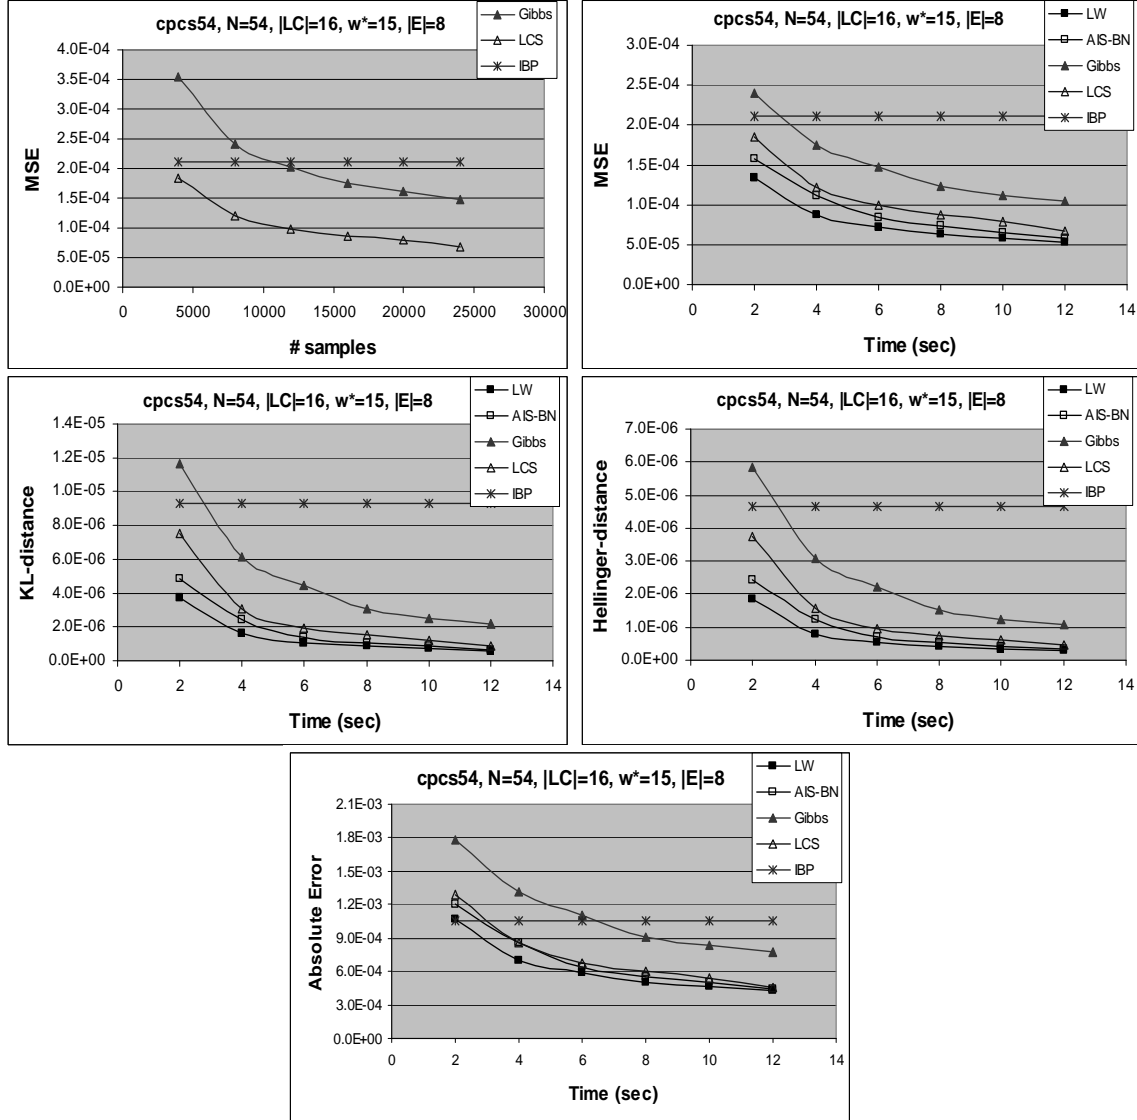 cpcs54, N=54, |LC|=16, w*=15, |E|=8
Gibbs
LCS
IBP
4.0E-04
3.5E-04
3.0E-04
2.5E-04
2.0E-04
1.5E-04
1.0E-04
5.0E-05
0.0E+00
MSE
0 5000 10000 15000 20000 25000 30000
# samples
cpcs54, N=54, |LC|=16, w*=15, |E|=8
LW
AIS-BN
Gibbs
LCS
IBP
3.0E-04
2.0E-04
1.0E-04
5.0E-05
0.0E+00
MSE
0 2 4 6 8 10 12 14
Time (sec)
cpcs54, N=54, |LC|=16, w*=15, |E|=8
LW
AIS-BN
Gibbs
LCS
IBP
1.4E-05
1.2E-05
1.0E-05
8.0E-06
6.0E-06
4.0E-06
2.0E-06
0.0E+00
KL-distance
0 2 4 6 8 10 12 14
Time (sec)
cpcs54, N=54, |LC|=16, w*=15, |E|=8
LW
AIS-BN
Gibbs
LCS
IBP
7.0E-06
6.0E-06
5.0E-06
4.0E-06
3.0E-06
2.0E-06
1.0E-06
0.0E+00
Hellinger-distance
0 2 4 6 8 10 12 14
Time (sec)
cpcs54, N=54, |LC|=16, w*=15, |E|=8
LW
AIS-BN
Gibbs
LCS
IBP
2.1E-03
1.8E-03
1.5E-03
1.2E-03
9.0E-04
6.0E-04
3.0E-04
0.0E+00
Absolute Error
0 2 4 6 8 10 12 14
Time (sec)